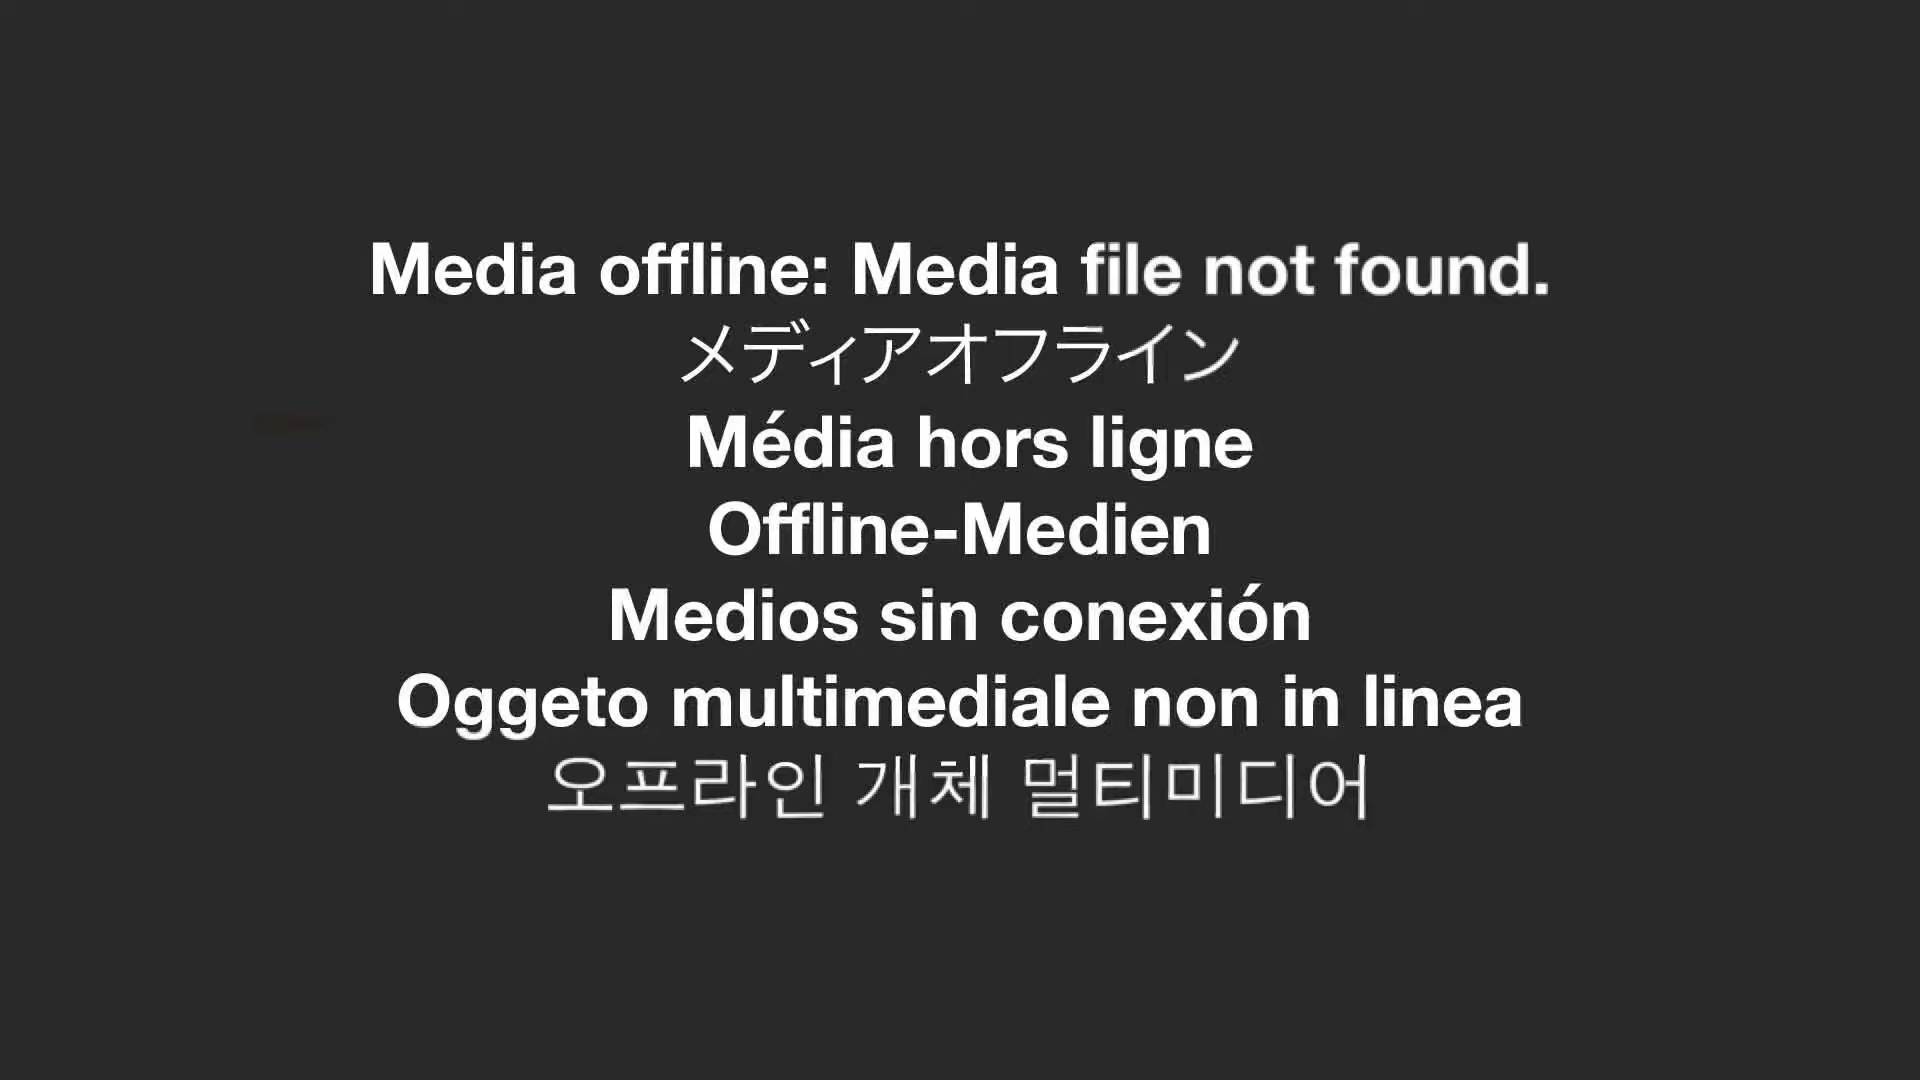 Media offline: Media file not found.
メディアオフライン
Média hors ligne
Offline-Medien
Medios sin conexión
Oggeto multimediale non in linea
오프라인 개체 멀티미디어